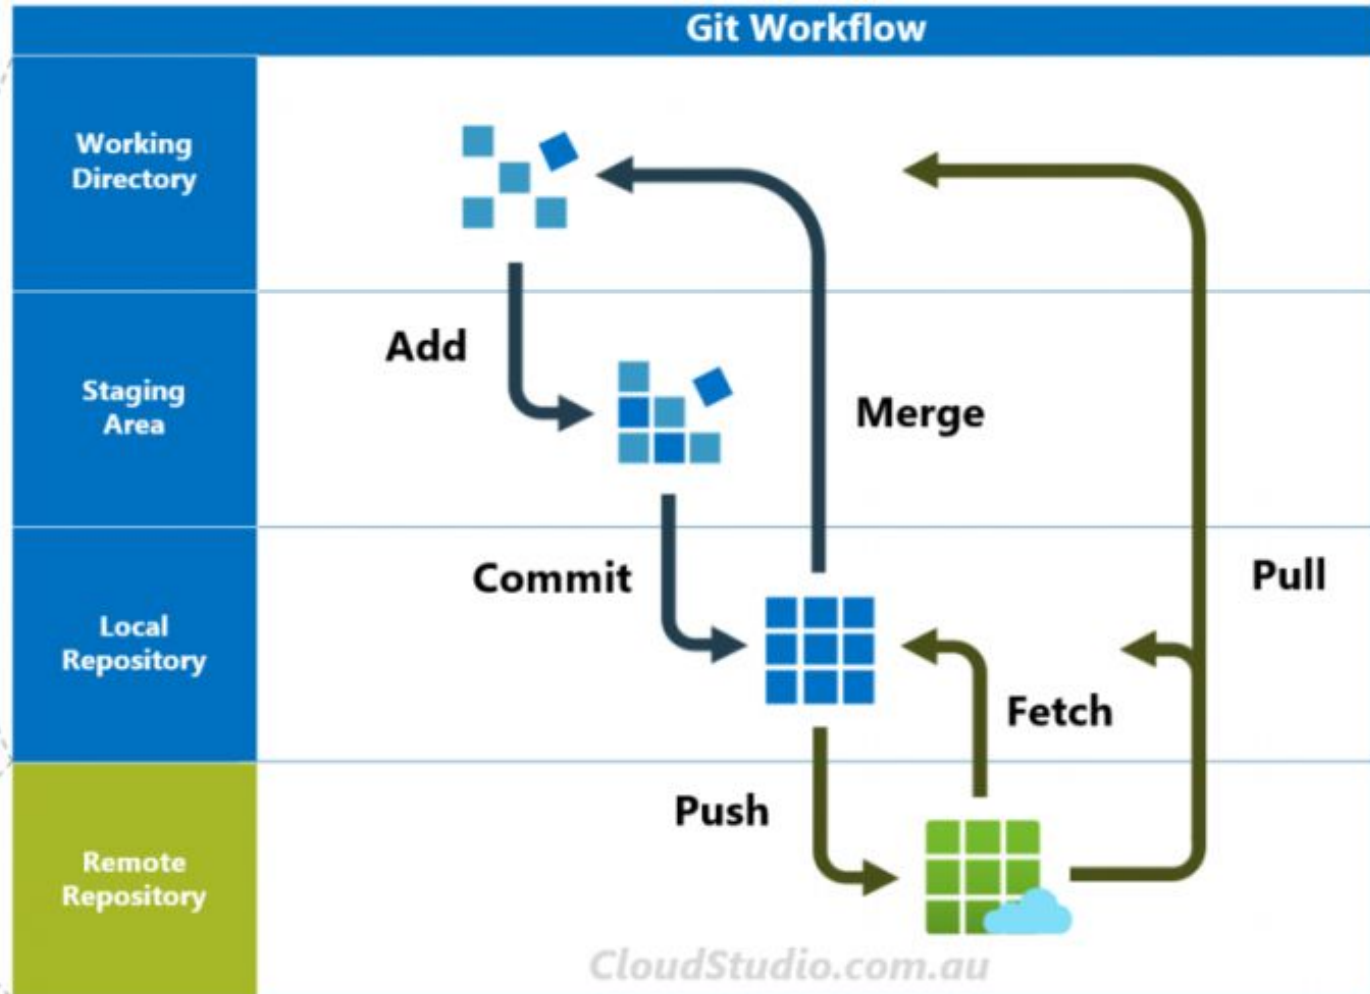 Git Workflow
Working
Directory
Add
Staging
Area
Merge
Commit
Pull
Local
Repository
Fetch
Push
Remote
Repository
CloudStudio.com.au